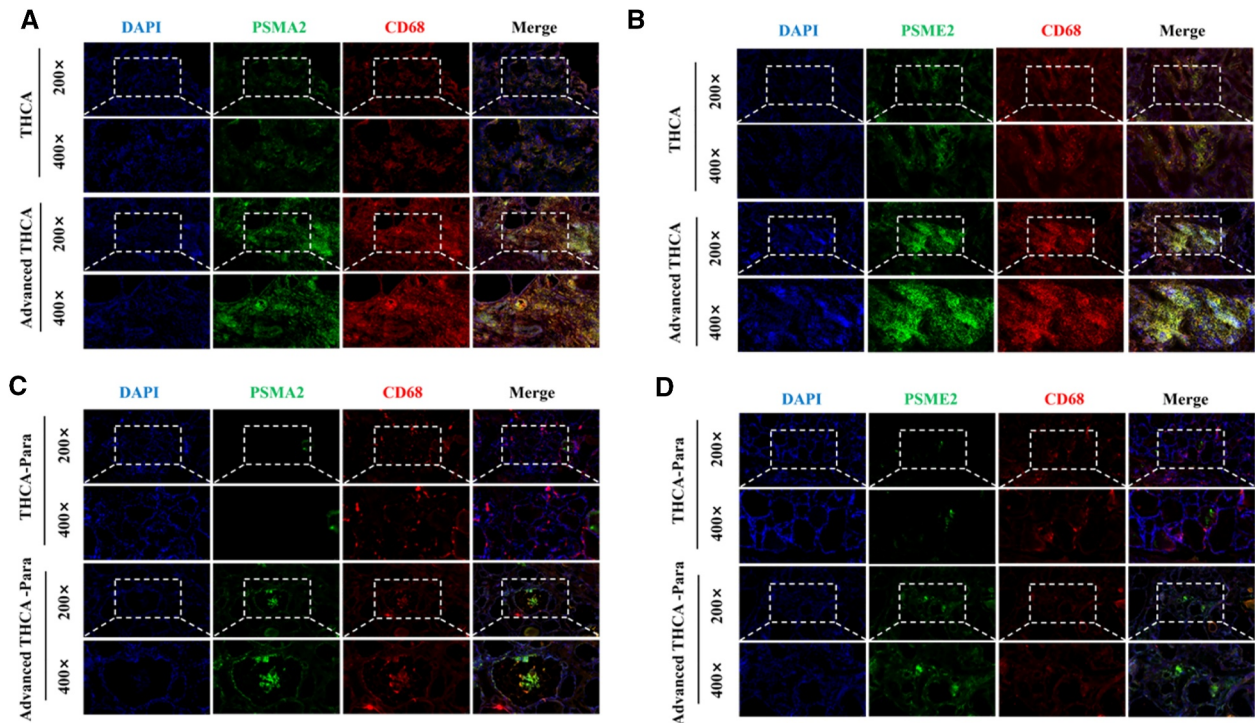 A
DAPI PSMA2 CD68 Merge
THCA
200×
400×
Advanced THCA
200×
400×
B
DAPI PSME2 CD68 Merge
THCA
200×
400×
Advanced THCA
200×
400×
C
DAPI PSMA2 CD68 Merge
THCA-Para
200×
400×
Advanced THCA -Para
200×
400×
D
DAPI PSME2 CD68 Merge
THCA-Para
200×
400×
Advanced THCA -Para
200×
400×